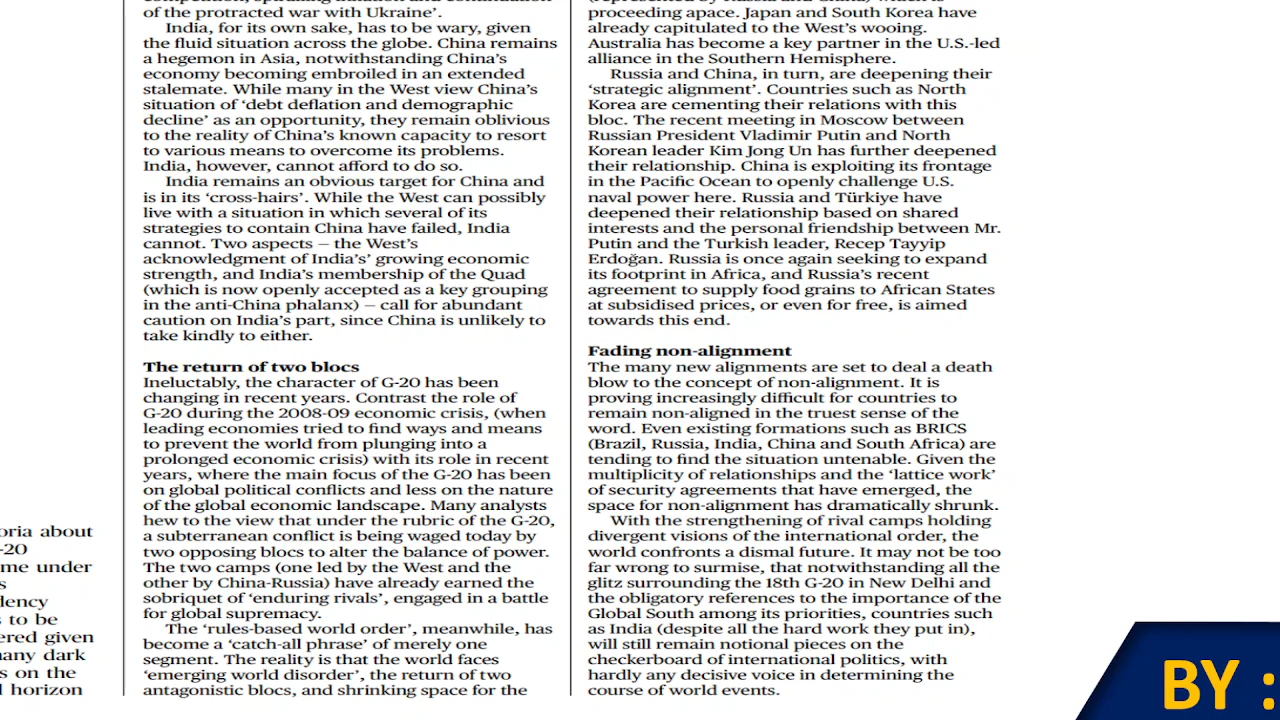 oria about
-20
me under
s
dency
s to be
ered given
many dark
s on the
l horizon
of the protracted war with Ukraine’.
India, for its own sake, has to be wary, given
the fluid situation across the globe. China remains
a hegemon in Asia, notwithstanding China’s
economy becoming embroiled in an extended
stalemate. While many in the West view China’s
situation of ‘debt deflation and demographic
decline’ as an opportunity, they remain oblivious
to the reality of China’s known capacity to resort
to various means to overcome its problems.
India, however, cannot afford to do so.
India remains an obvious target for China and
is in its ‘cross-hairs’. While the West can possibly
live with a situation in which several of its
strategies to contain China have failed, India
cannot. Two aspects — the West’s
acknowledgment of India’s’ growing economic
strength, and India’s membership of the Quad
(which is now openly accepted as a key grouping
in the anti-China phalanx) — call for abundant
caution on India’s part, since China is unlikely to
take kindly to either.
The return of two blocs
Ineluctably, the character of G-20 has been
changing in recent years. Contrast the role of
G-20 during the 2008-09 economic crisis, (when
leading economies tried to find ways and means
to prevent the world from plunging into a
prolonged economic crisis) with its role in recent
years, where the main focus of the G-20 has been
on global political conflicts and less on the nature
of the global economic landscape. Many analysts
hew to the view that under the rubric of the G-20,
a subterranean conflict is being waged today by
two opposing blocs to alter the balance of power.
The two camps (one led by the West and the
other by China-Russia) have already earned the
sobriquet of ‘enduring rivals’, engaged in a battle
for global supremacy.
The ‘rules-based world order’, meanwhile, has
become a ‘catch-all phrase’ of merely one
segment. The reality is that the world faces
‘emerging world disorder’, the return of two
antagonistic blocs, and shrinking space for the
proceeding apace. Japan and South Korea have
already capitulated to the West’s wooing.
Australia has become a key partner in the U.S.-led
alliance in the Southern Hemisphere.
Russia and China, in turn, are deepening their
‘strategic alignment’. Countries such as North
Korea are cementing their relations with this
bloc. The recent meeting in Moscow between
Russian President Vladimir Putin and North
Korean leader Kim Jong Un has further deepened
their relationship. China is exploiting its frontage
in the Pacific Ocean to openly challenge U.S.
naval power here. Russia and Türkiye have
deepened their relationship based on shared
interests and the personal friendship between Mr.
Putin and the Turkish leader, Recep Tayyip
Erdoğan. Russia is once again seeking to expand
its footprint in Africa, and Russia’s recent
agreement to supply food grains to African States
at subsidised prices, or even for free, is aimed
towards this end.
Fading non-alignment
The many new alignments are set to deal a death
blow to the concept of non-alignment. It is
proving increasingly difficult for countries to
remain non-aligned in the truest sense of the
word. Even existing formations such as BRICS
(Brazil, Russia, India, China and South Africa) are
tending to find the situation untenable. Given the
multiplicity of relationships and the ‘lattice work’
of security agreements that have emerged, the
space for non-alignment has dramatically shrunk.
With the strengthening of rival camps holding
divergent visions of the international order, the
world confronts a dismal future. It may not be too
far wrong to surmise, that notwithstanding all the
glitz surrounding the 18th G-20 in New Delhi and
the obligatory references to the importance of the
Global South among its priorities, countries such
as India (despite all the hard work they put in),
will still remain notional pieces on the
checkerboard of international politics, with
hardly any decisive voice in determining the
course of world events.
BY :